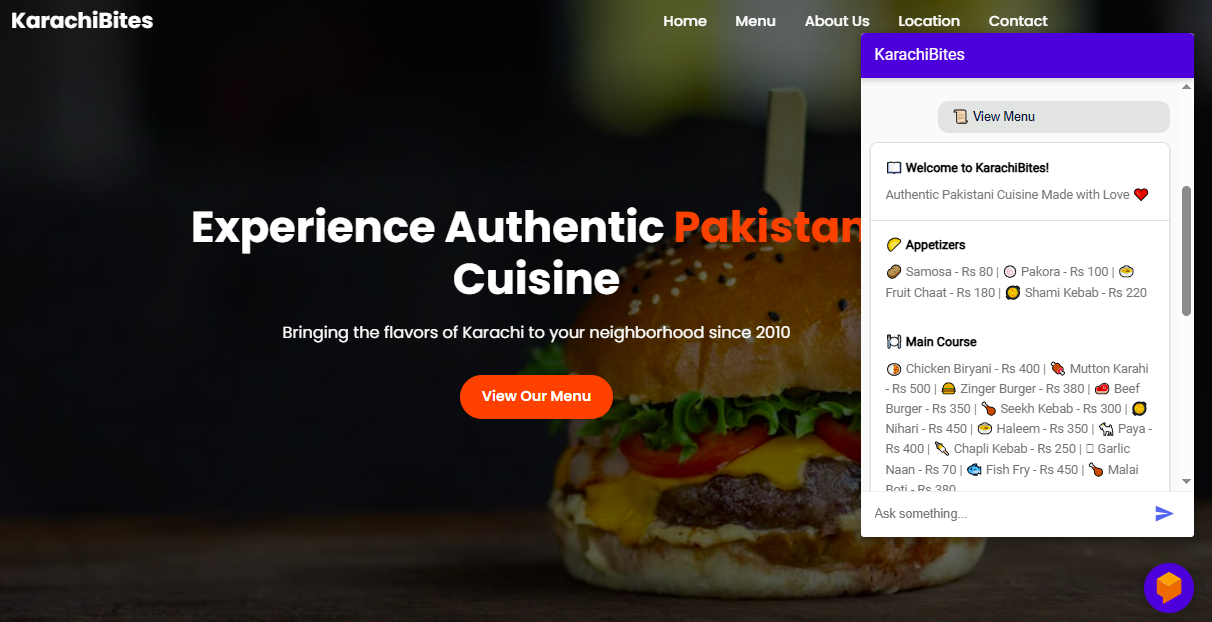 KarachiBites
Home Menu About Us Location Contact
Experience Authentic Pakistan
Cuisine
Bringing the flavors of Karachi to your neighborhood since 2010
View Our Menu
KarachiBites
📜 View Menu
📖 Welcome to KarachiBites!
Authentic Pakistani Cuisine Made with Love ❤️
🌮 Appetizers
🥔 Samosa - Rs 80 | 🍥 Pakora - Rs 100 | 🍲
Fruit Chaat - Rs 180 | 🥘 Shami Kebab - Rs 220
🍽 Main Course
🍛 Chicken Biryani - Rs 400 | 🍖 Mutton Karahi
- Rs 500 | 🍔 Zinger Burger - Rs 380 | 🥩 Beef
Burger - Rs 350 | 🍗 Seekh Kebab - Rs 300 | 🥘
Nihari - Rs 450 | 🍲 Haleem - Rs 350 | 🐐 Paya -
Rs 400 | 🍢 Chapli Kebab - Rs 250 | Garlic
Naan - Rs 70 | 🐟 Fish Fry - Rs 450 | 🍗 Malai
Boti - Rs 380
Ask something...